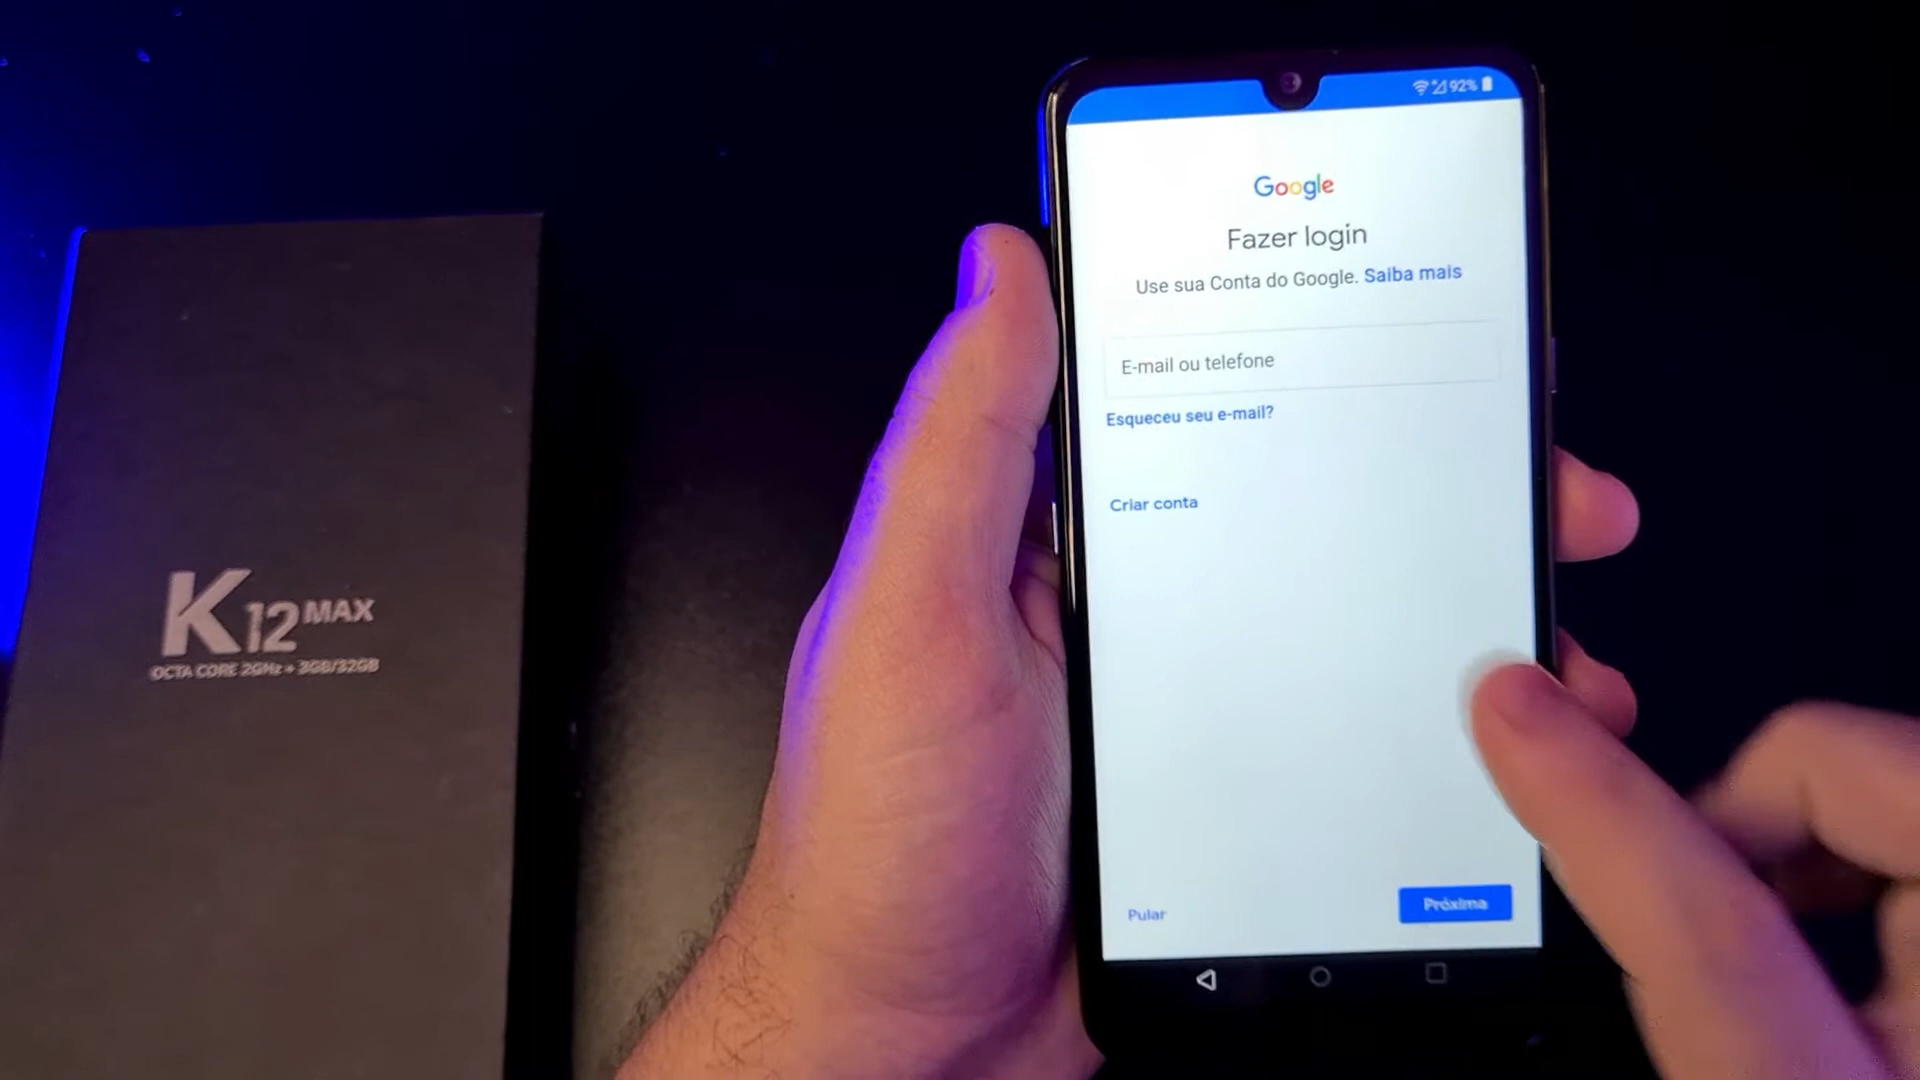 K12 MAX
OCTA CORE 2GHz + 3GB/32GB
92%
Google
Fazer login
Use sua Conta do Google. Saiba mais
E-mail ou telefone
Esqueceu seu e-mail?
Criar conta
Pular
Próxima